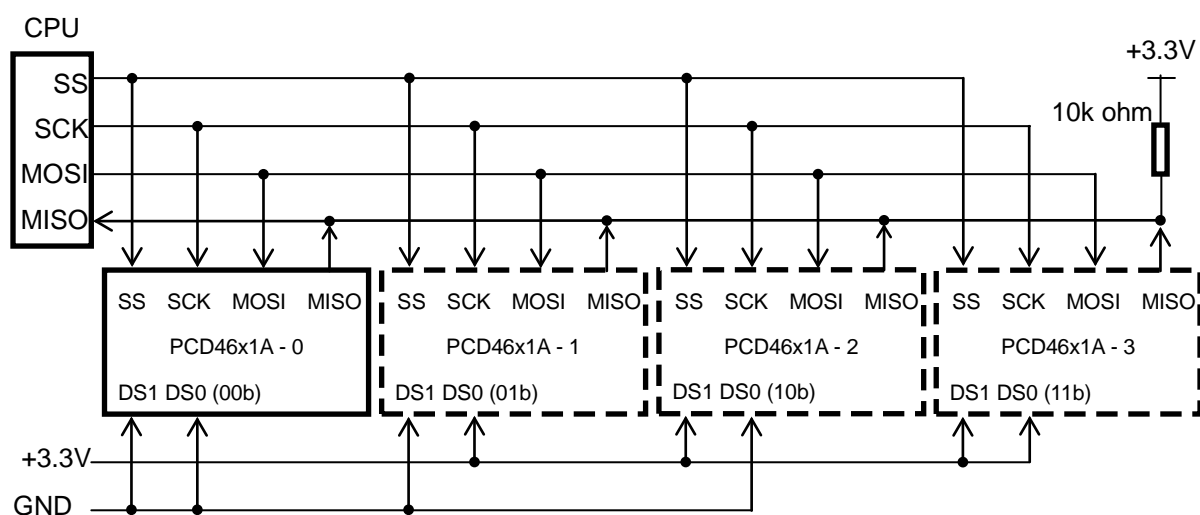 CPU
SS
SCK
MOSI
MISO
+3.3V
10k ohm
SS SCK MOSI MISO
PCD46x1A - 0
DS1 DS0 (00b)
SS SCK MOSI MISO
PCD46x1A - 1
DS1 DS0 (01b)
SS SCK MOSI MISO
PCD46x1A - 2
DS1 DS0 (10b)
SS SCK MOSI MISO
PCD46x1A - 3
DS1 DS0 (11b)
+3.3V
GND